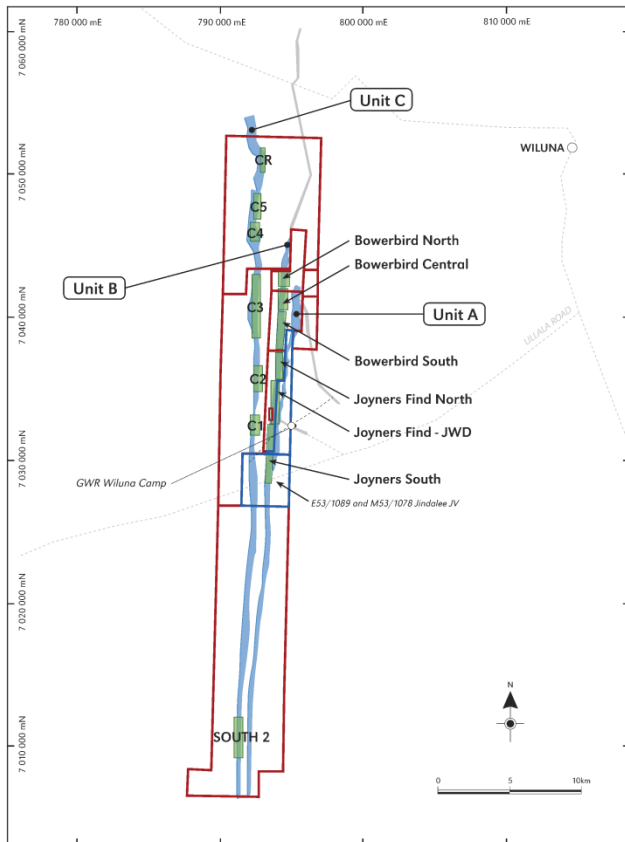 780 000 mE
790 000 mE
800 000 mE
810 000 mE
7 060 000 mN
Unit C
WILUNA
CR
7 050 000 mN
C5
C4
Bowerbird North
Bowerbird Central
Unit B
C3
Unit A
7 040 000 mN
ULLALA ROAD
Bowerbird South
C2
Joyners Find North
C1
Joyners Find - JWD
7 030 000 mN
Joyners South
GWR Wiluna Camp
E53/1089 and M53/1078 Jindalee JV
7 020 000 mN
N
SOUTH 2
7 010 000 mN
0 5 10km